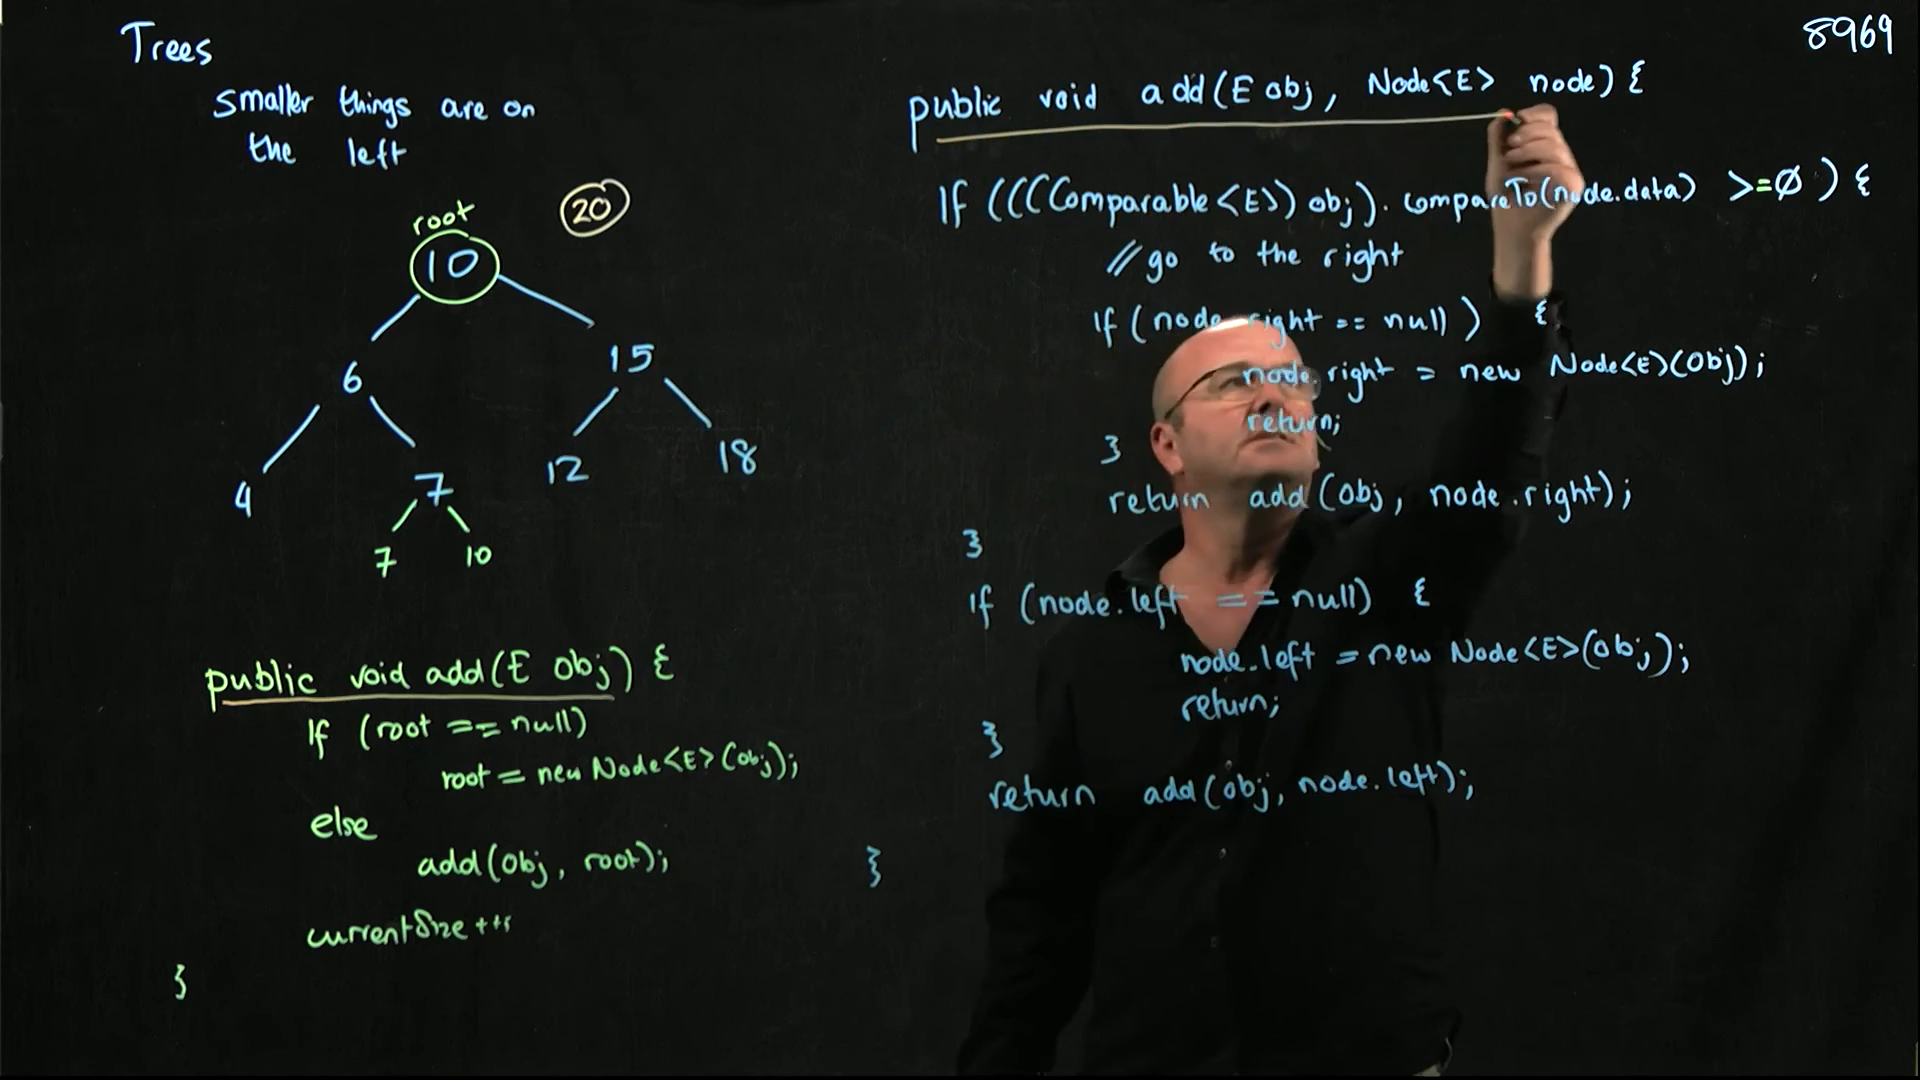 Trees
8969
smaller things are on
the left
root
20
10
6
15
4
7
12
18
7
10
public void add(E obj) {
If (root == null)
root = new Node<E>(obj);
else
add(obj, root);
currentSize++;
}
public void add(E obj, Node<E> node) {
If (((Comparable<E>) obj). compareTo(node.data) >=Ø ) {
// go to the right
if (node.right == null) {
node.right = new Node<E>(obj);
return;
}
return add(obj, node.right);
}
if (node.left == null) {
node.left = new Node<E>(obj);
return;
}
return add(obj, node.left);
}